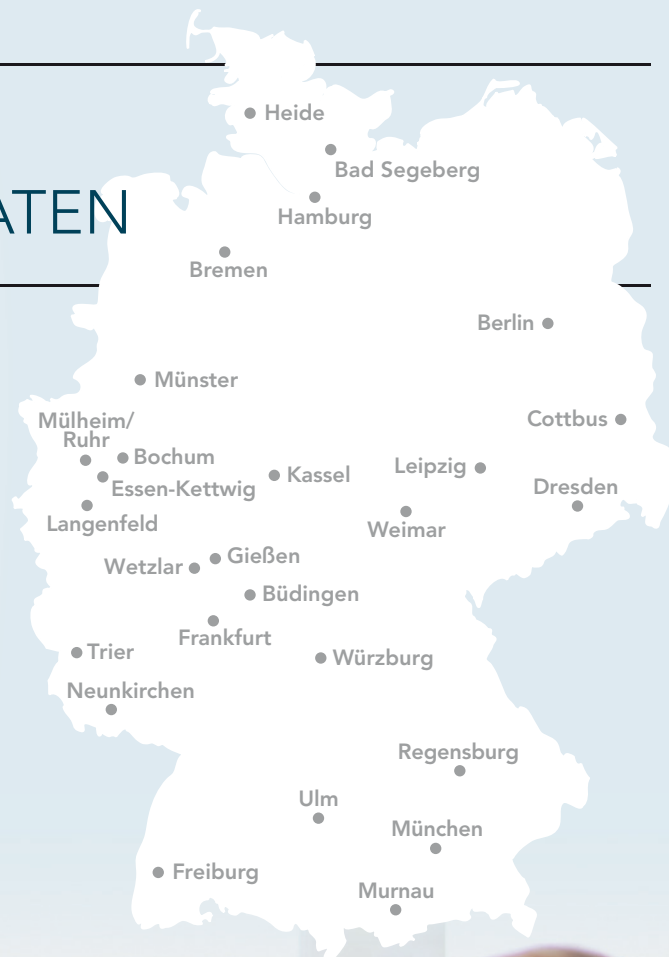 Heide
Bad Segeberg
ATEN
Hamburg
Bremen
Berlin
Münster
Mülheim/
Ruhr
Cottbus
Bochum
Leipzig
Kassel
Essen-Kettwig
Dresden
Langenfeld
Weimar
Gießen
Wetzlar
Büdingen
Frankfurt
Trier
Würzburg
Neunkirchen
Regensburg
Ulm
München
Freiburg
Murnau